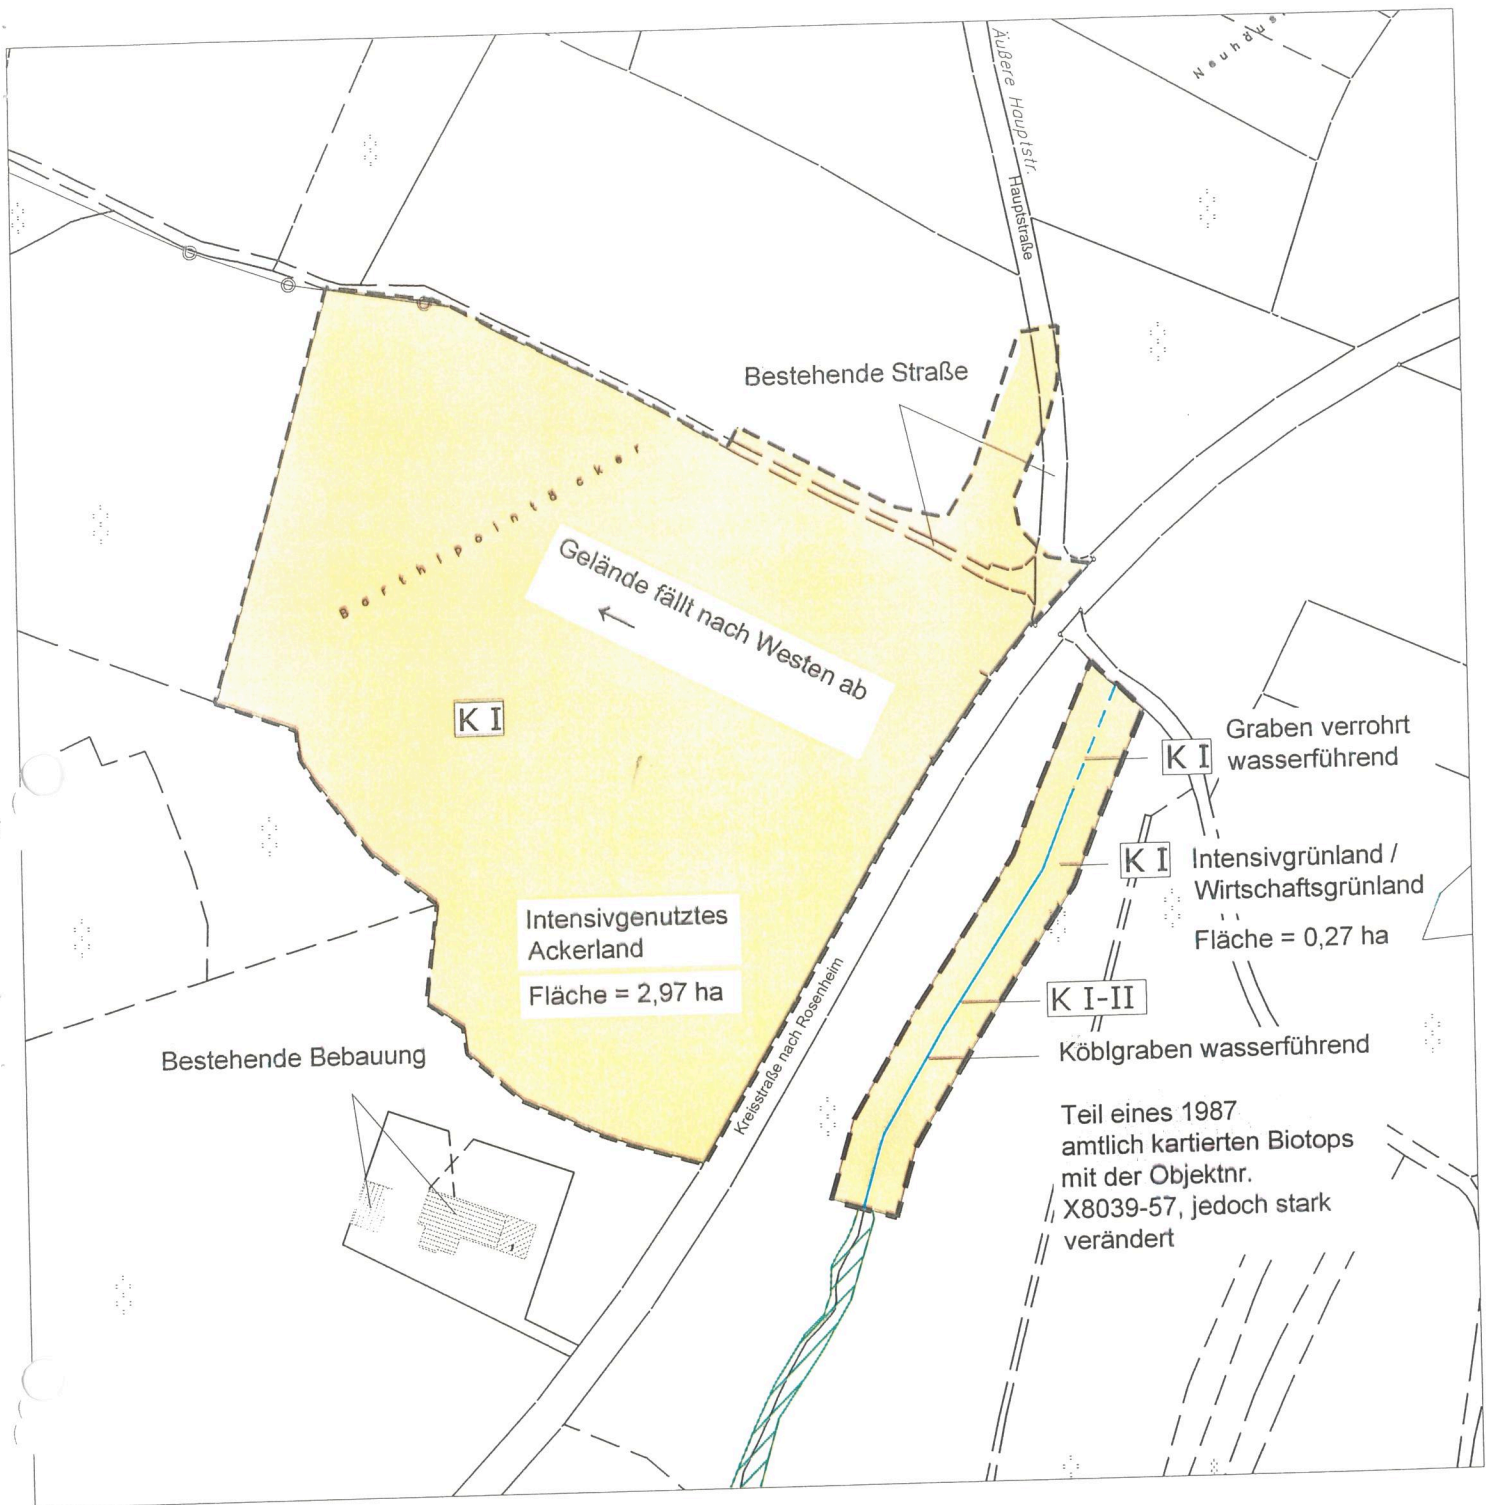 Neuhäus
Äußere Hauptstr.
Hauptstraße
Bestehende Straße
Barthlpointäcker
Gelände fällt nach Westen ab
←
K I
Graben verrohrt
wasserführend
K I
K I
Intensivgrünland /
Wirtschaftsgrünland
Fläche = 0,27 ha
Intensivgenutztes
Ackerland
Fläche = 2,97 ha
Kreisstraße nach Rosenheim
K I-II
Köblgraben wasserführend
Bestehende Bebauung
Teil eines 1987
amtlich kartierten Biotops
mit der Objektnr.
X8039-57, jedoch stark
verändert
1